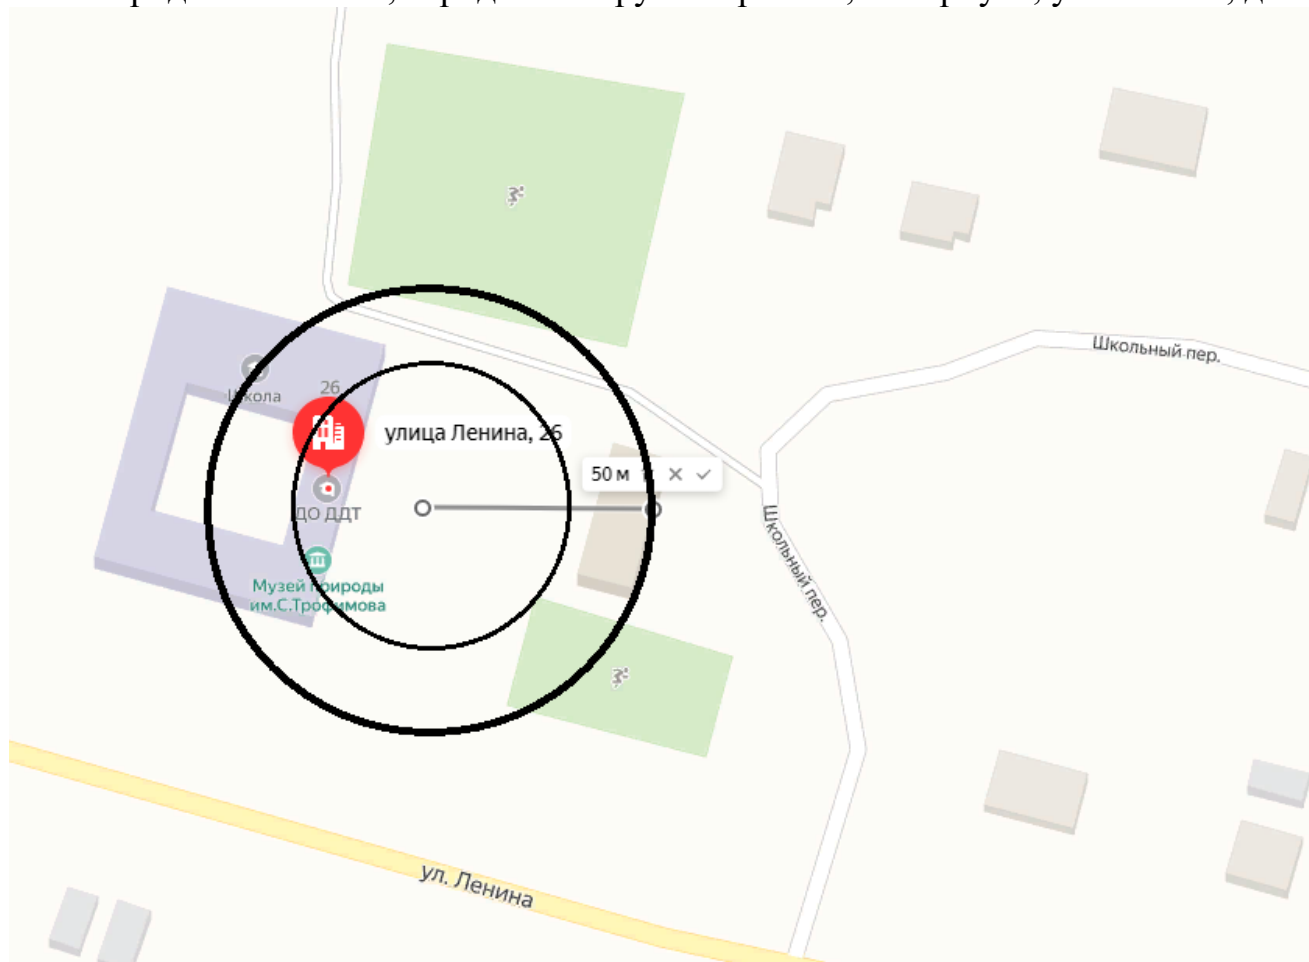 Школьный пер.
26
Школа
улица Ленина, 26
50 м
ДО ДДТ
Школьный пер.
Музей природы
им.С.Трофимова
ул. Ленина